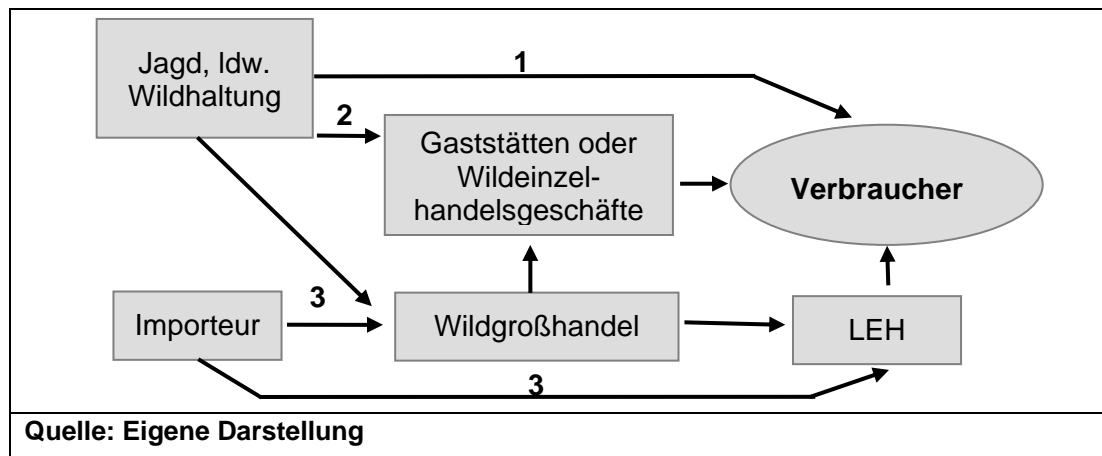 Jagd, ldw.
Wildhaltung
1
2
Gaststätten oder
Wildeinzel-
handelsgeschäfte
Verbraucher
3
Importeur
Wildgroßhandel
LEH
3
Quelle: Eigene Darstellung